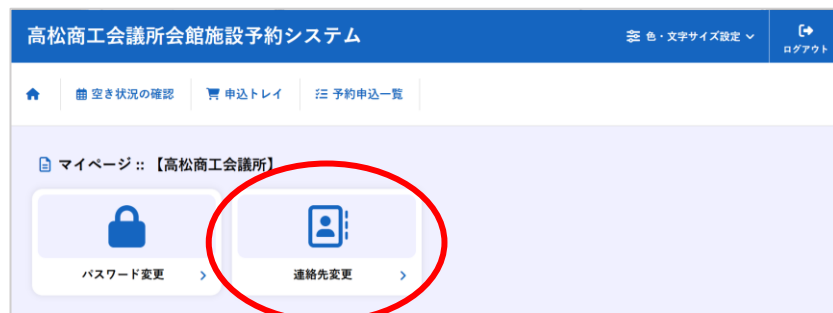 高松商工会議所会館施設予約システム
色・文字サイズ設定
ログアウト
空き状況の確認 申込トレイ 予約申込一覧
マイページ :: 【高松商工会議所】
パスワード変更 連絡先変更